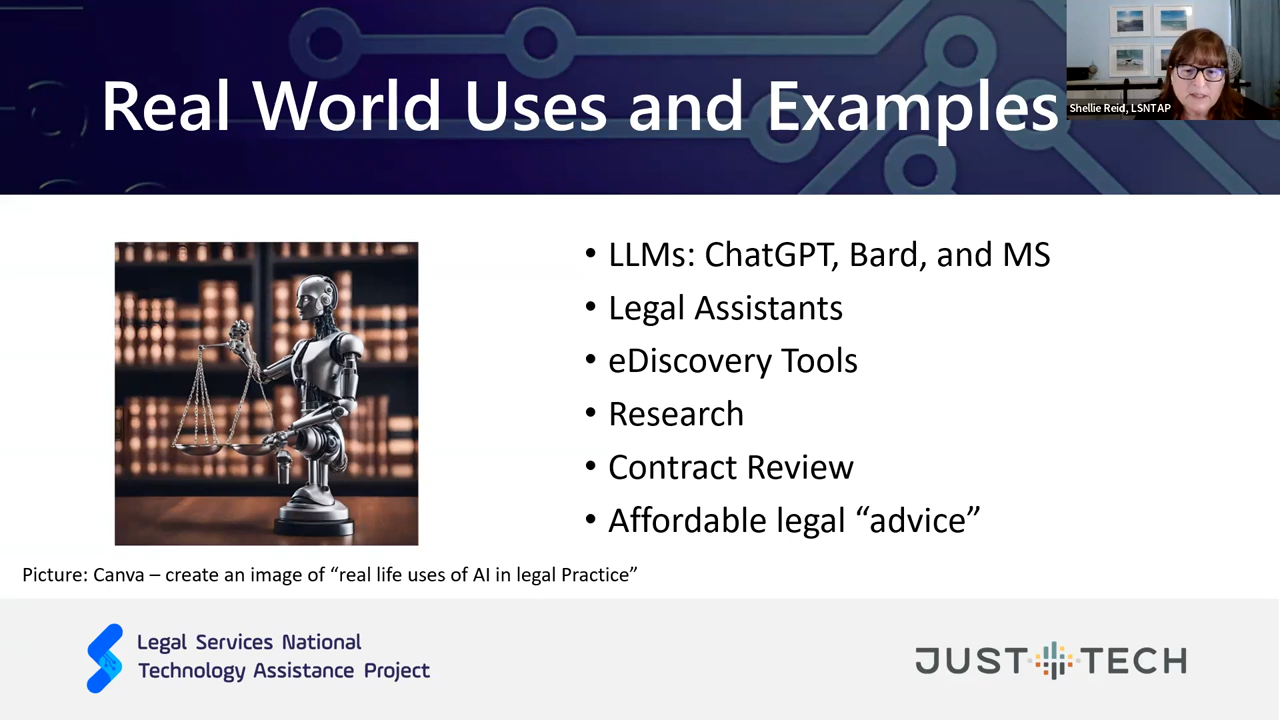 Real World Uses and Examples
Shellie Reid, LSNTAP
• LLMs: ChatGPT, Bard, and MS
• Legal Assistants
• eDiscovery Tools
• Research
• Contract Review
• Affordable legal “advice”
Picture: Canva – create an image of “real life uses of AI in legal Practice”
Legal Services National
Technology Assistance Project
JUST TECH